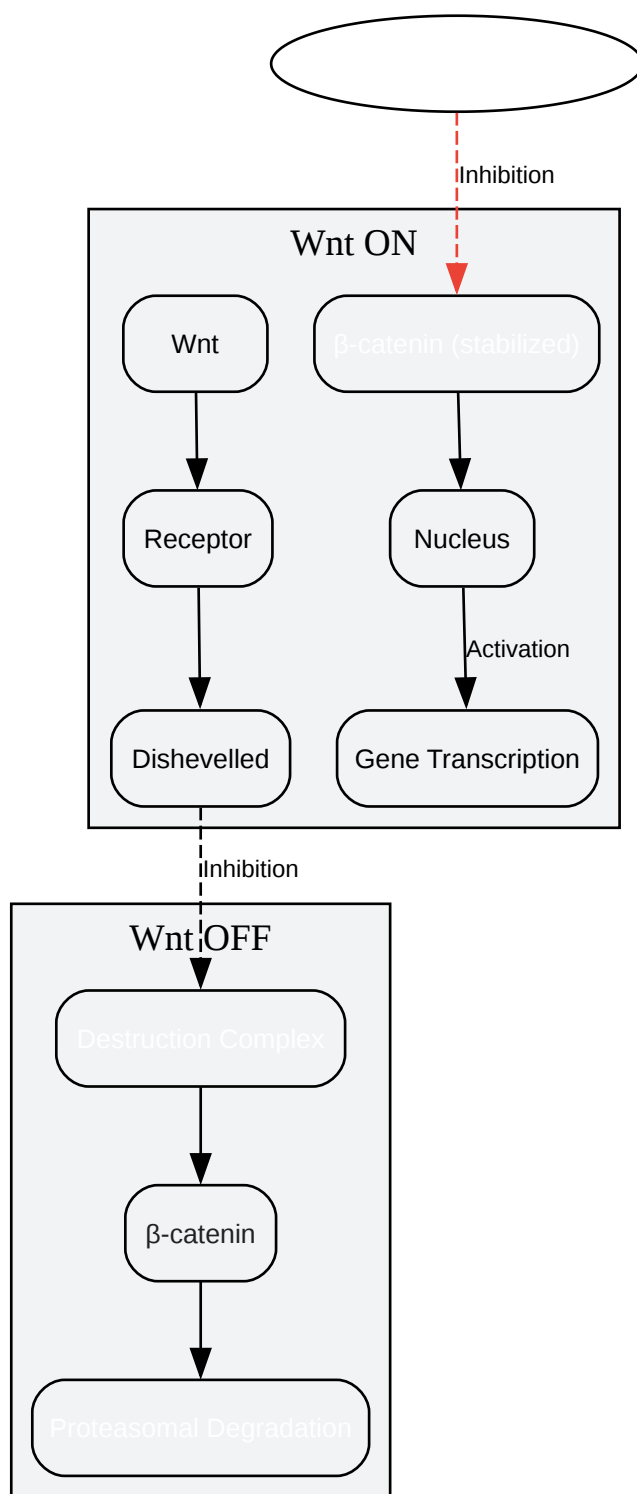 Inhibition
Wnt ON
Wnt
β-catenin (stabilized)
Receptor
Nucleus
Activation
Dishevelled
Gene Transcription
Inhibition
Wnt OFF
Destruction Complex
β-catenin
Proteasomal Degradation